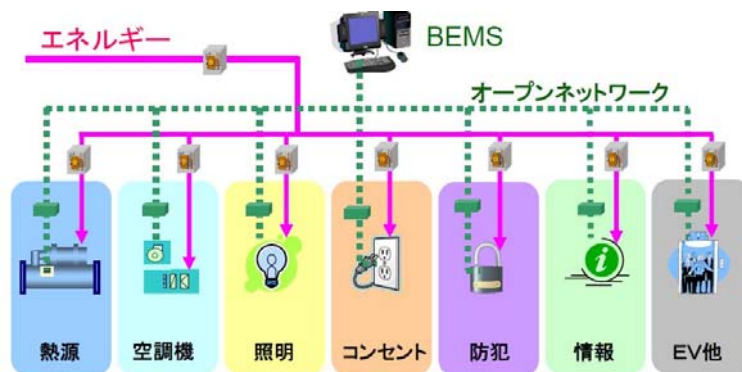 エネルギー
BEMS
オープンネットワーク
熱源
空調機
照明
コンセント
防犯
情報
EV他